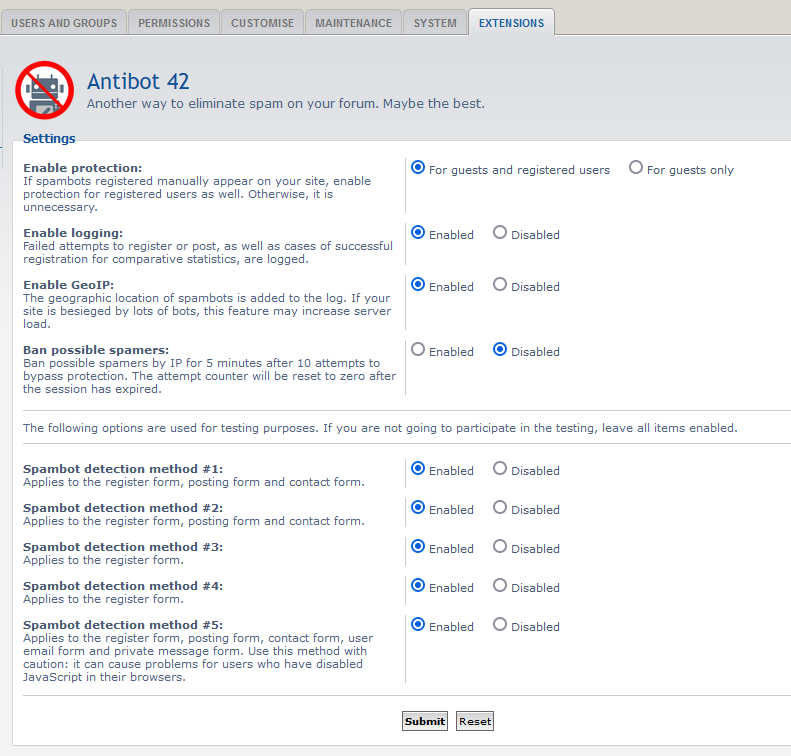 USERS AND GROUPS PERMISSIONS CUSTOMISE MAINTENANCE SYSTEM EXTENSIONS
Antibot 42
Another way to eliminate spam on your forum. Maybe the best.
Settings
Enable protection:
If spambots registered manually appear on your site, enable
protection for registered users as well. Otherwise, it is
unnecessary.
For guests and registered users For guests only
Enable logging:
Failed attempts to register or post, as well as cases of successful
registration for comparative statistics, are logged.
Enabled Disabled
Enable GeoIP:
The geographic location of spambots is added to the log. If your
site is besieged by lots of bots, this feature may increase server
load.
Enabled Disabled
Ban possible spamers:
Ban possible spamers by IP for 5 minutes after 10 attempts to
bypass protection. The attempt counter will be reset to zero after
the session has expired.
Enabled Disabled
The following options are used for testing purposes. If you are not going to participate in the testing, leave all items enabled.
Spambot detection method #1:
Applies to the register form, posting form and contact form.
Enabled Disabled
Spambot detection method #2:
Applies to the register form, posting form and contact form.
Enabled Disabled
Spambot detection method #3:
Applies to the register form.
Enabled Disabled
Spambot detection method #4:
Applies to the register form.
Enabled Disabled
Spambot detection method #5:
Applies to the register form, posting form, contact form, user
email form and private message form. Use this method with
caution: it can cause problems for users who have disabled
JavaScript in their browsers.
Enabled Disabled
Submit Reset